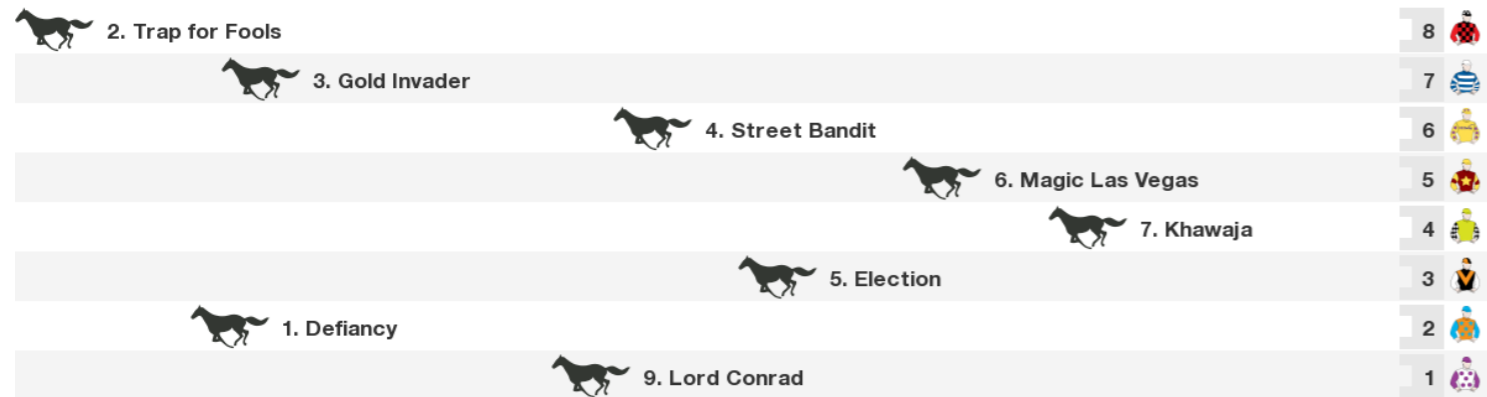 2. Trap for Fools 8
3. Gold Invader 7
4. Street Bandit 6
6. Magic Las Vegas 5
7. Khawaja 4
5. Election 3
1. Defiancy 2
9. Lord Conrad 1